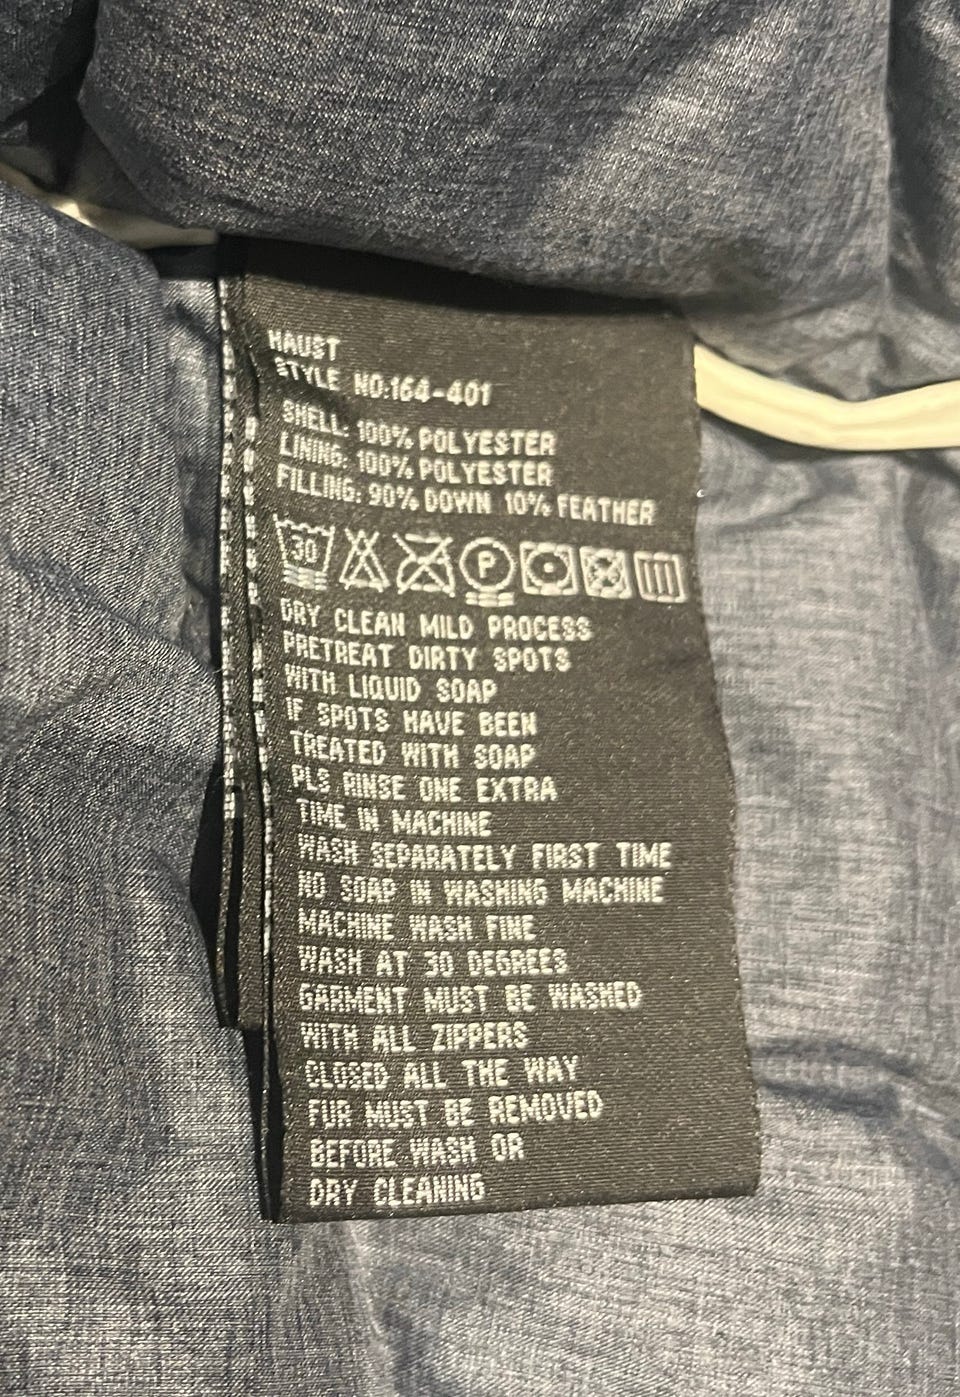 HAUST
STYLE NO:164-401
SHELL: 100% POLYESTER
LINING: 100% POLYESTER
FILLING: 90% DOWN 10% FEATHER
30 P
DRY CLEAN MILD PROCESS
PRETREAT DIRTY SPOTS
WITH LIQUID SOAP
IF SPOTS HAVE BEEN
TREATED WITH SOAP
PLS RINSE ONE EXTRA
TIME IN MACHINE
WASH SEPARATELY FIRST TIME
NO SOAP IN WASHING MACHINE
MACHINE WASH FINE
WASH AT 30 DEGREES
GARMENT MUST BE WASHED
WITH ALL ZIPPERS
CLOSED ALL THE WAY
FUR MUST BE REMOVED
BEFORE WASH OR
DRY CLEANING